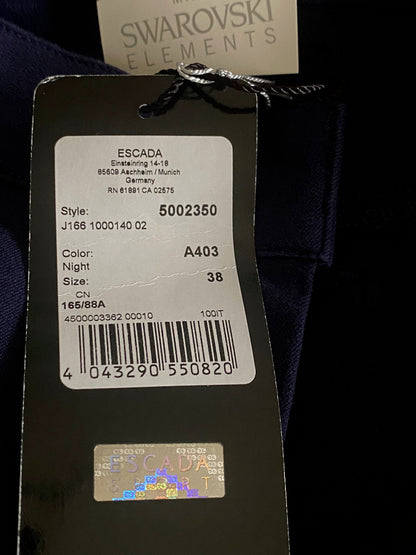 SWAROVSKI
ELEMENTS
ESCADA
Einsteinring 14-18
85609 Aschheim / Munich
Germany
RN 61891 CA 02575
Style: 5002350
J166 1000140 02
Color: A403
Night
Size: 38
CN
165/88A
4500003362 00010 100IT
4 043290 550820
ESCADA
SPORT